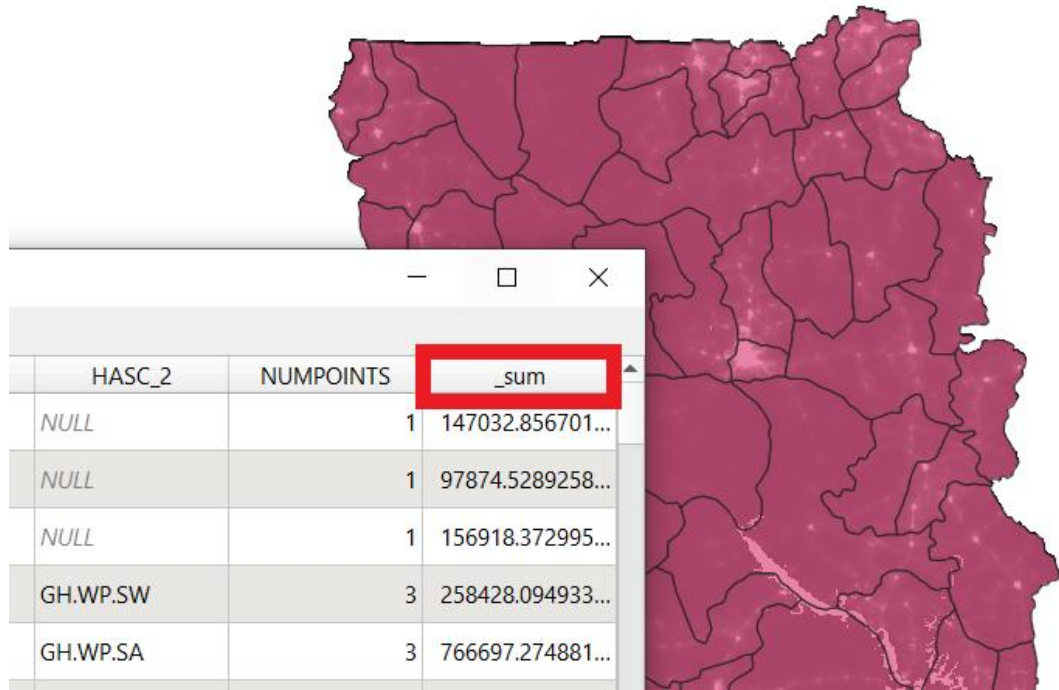 HASC_2 NUMPOINTS _sum
NULL 1 147032.856701...
NULL 1 97874.5289258...
NULL 1 156918.372995...
GH.WP.SW 3 258428.094933...
GH.WP.SA 3 766697.274881...